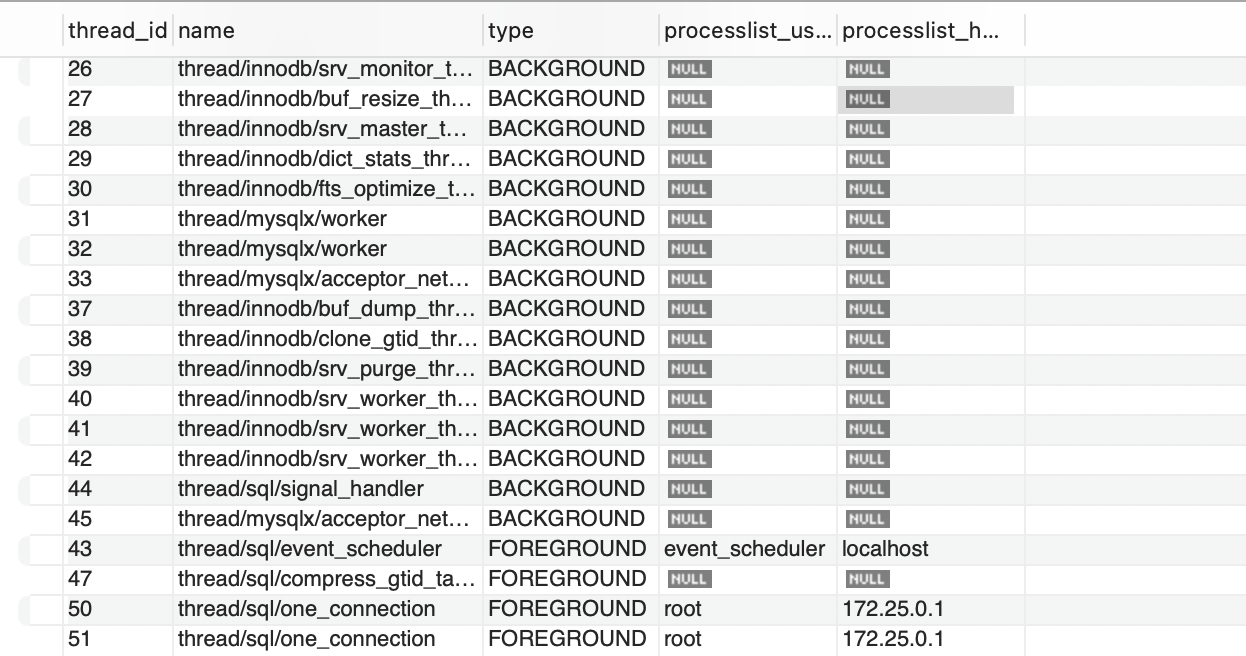 thread_id name type processlist_us... processlist_h...
26 thread/innodb/srv_monitor_t... BACKGROUND NULL NULL
27 thread/innodb/buf_resize_th... BACKGROUND NULL NULL
28 thread/innodb/srv_master_t... BACKGROUND NULL NULL
29 thread/innodb/dict_stats_thr... BACKGROUND NULL NULL
30 thread/innodb/fts_optimize_t... BACKGROUND NULL NULL
31 thread/mysqlx/worker BACKGROUND NULL NULL
32 thread/mysqlx/worker BACKGROUND NULL NULL
33 thread/mysqlx/acceptor_net... BACKGROUND NULL NULL
37 thread/innodb/buf_dump_thr... BACKGROUND NULL NULL
38 thread/innodb/clone_gtid_thr... BACKGROUND NULL NULL
39 thread/innodb/srv_purge_thr... BACKGROUND NULL NULL
40 thread/innodb/srv_worker_th... BACKGROUND NULL NULL
41 thread/innodb/srv_worker_th... BACKGROUND NULL NULL
42 thread/innodb/srv_worker_th... BACKGROUND NULL NULL
44 thread/sql/signal_handler BACKGROUND NULL NULL
45 thread/mysqlx/acceptor_net... BACKGROUND NULL NULL
43 thread/sql/event_scheduler FOREGROUND event_scheduler localhost
47 thread/sql/compress_gtid_ta... FOREGROUND NULL NULL
50 thread/sql/one_connection FOREGROUND root 172.25.0.1
51 thread/sql/one_connection FOREGROUND root 172.25.0.1